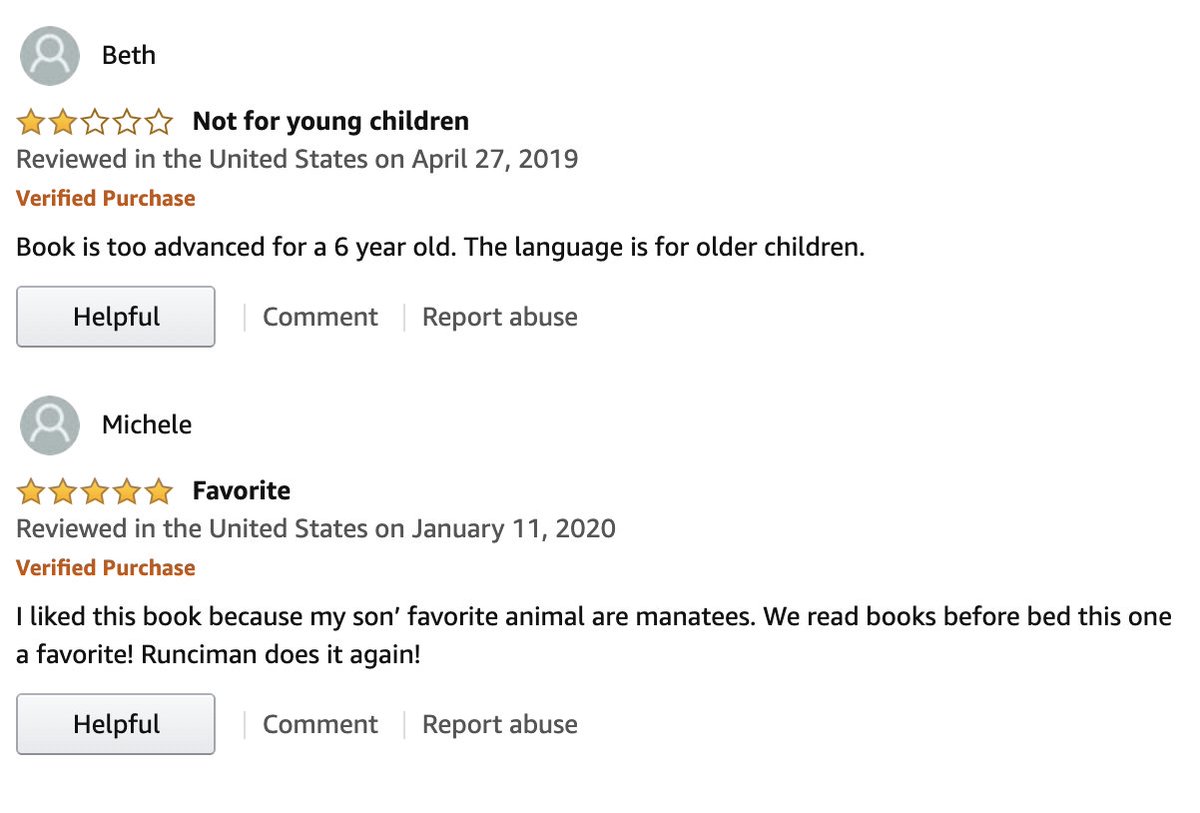 Beth
Not for young children
Reviewed in the United States on April 27, 2019
Verified Purchase
Book is too advanced for a 6 year old. The language is for older children.
Helpful Comment Report abuse
Michele
Favorite
Reviewed in the United States on January 11, 2020
Verified Purchase
I liked this book because my son’ favorite animal are manatees. We read books before bed this one
a favorite! Runciman does it again!
Helpful Comment Report abuse